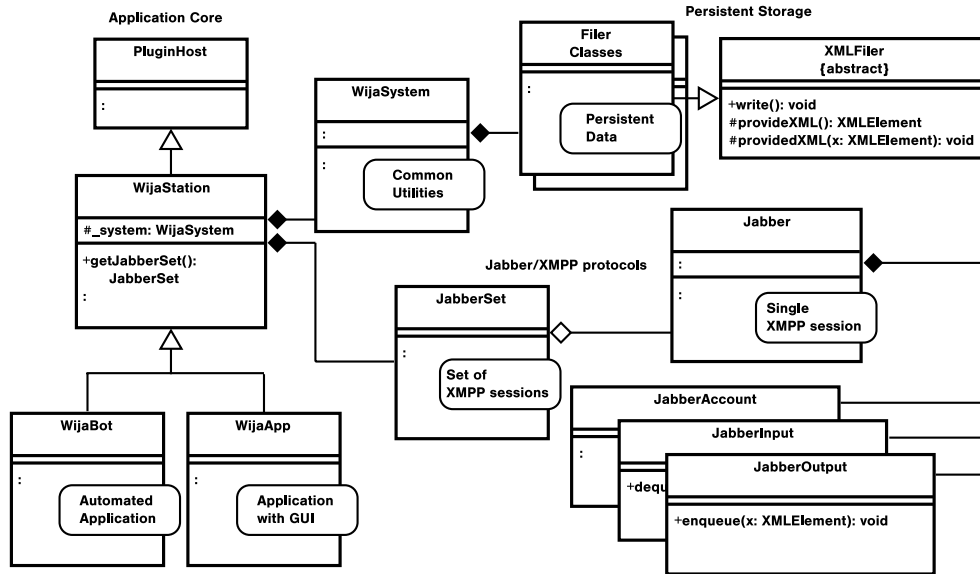 Application Core
Persistent Storage
PluginHost
:
WijaSystem
:
:
Common
Utilities
Filer
Classes
:
Persistent
Data
XMLFiler
{abstract}
+write(): void
#provideXML(): XMLElement
#providedXML(x: XMLElement): void
WijaStation
#_system: WijaSystem
+getJabberSet():
JabberSet
:
Jabber/XMPP protocols
JabberSet
:
Set of
XMPP sessions
Jabber
:
:
Single
XMPP session
WijaBot
:
Automated
Application
WijaApp
:
Application
with GUI
JabberAccount
:
JabberInput
+dequ
JabberOutput
+enqueue(x: XMLElement): void